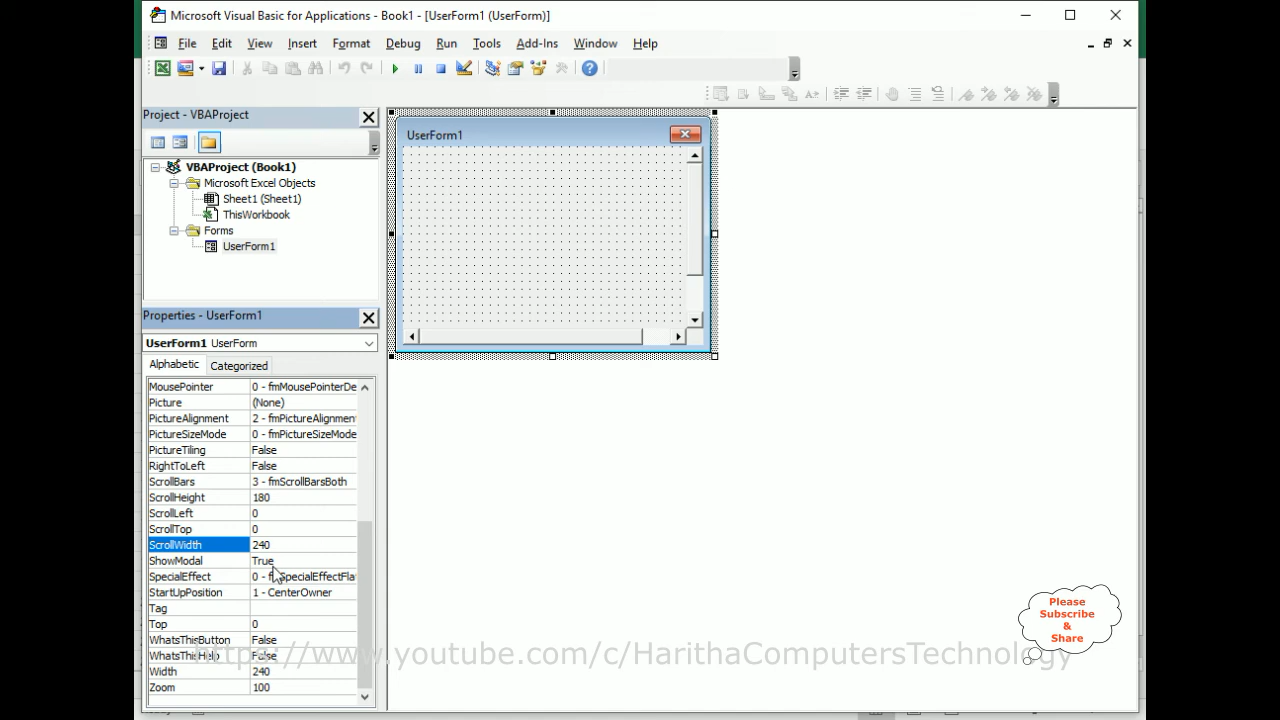 Microsoft Visual Basic for Applications - Book1 - [UserForm1 (UserForm)]
File Edit View Insert Format Debug Run Tools Add-Ins Window Help
Project - VBAProject
VBAProject (Book1)
Microsoft Excel Objects
Sheet1 (Sheet1)
ThisWorkbook
Forms
UserForm1
UserForm1
Properties - UserForm1
UserForm1 UserForm
Alphabetic Categorized
MousePointer 0 - fmMousePointerDe
Picture (None)
PictureAlignment 2 - fmPictureAlignment
PictureSizeMode 0 - fmPictureSizeMode
PictureTiling False
RightToLeft False
ScrollBars 3 - fmScrollBarsBoth
ScrollHeight 180
ScrollLeft 0
ScrollTop 0
ScrollWidth 240
ShowModal True
SpecialEffect 0 - fmSpecialEffectFla
StartUpPosition 1 - CenterOwner
Tag
Top 0
WhatsThisButton False
WhatsThisHelp False
Width 240
Zoom 100
Please
Subscribe
&
Share
https://www.youtube.com/c/HarithaComputersTechnology